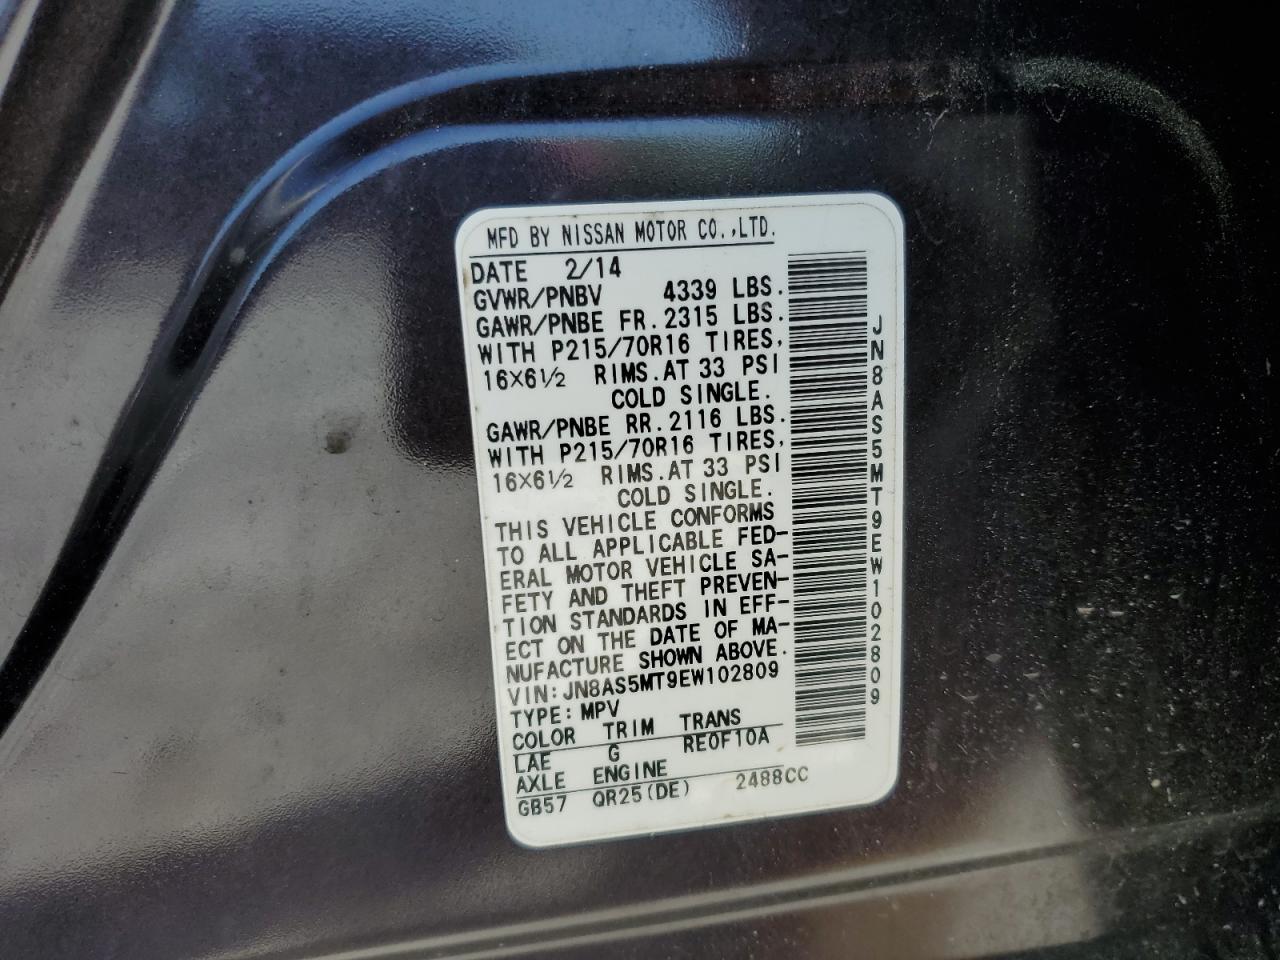 MFD BY NISSAN MOTOR CO.,LTD.
DATE 2/14
GVWR/PNBV 4339 LBS.
GAWR/PNBE FR. 2315 LBS.
WITH P215/70R16 TIRES,
16×6½ RIMS. AT 33 PSI
COLD SINGLE.
GAWR/PNBE RR. 2116 LBS.
WITH P215/70R16 TIRES,
16×6½ RIMS. AT 33 PSI
COLD SINGLE.
THIS VEHICLE CONFORMS
TO ALL APPLICABLE FED-
ERAL MOTOR VEHICLE SA-
FETY AND THEFT PREVEN-
TION STANDARDS IN EFF-
ECT ON THE DATE OF MA-
NUFACTURE SHOWN ABOVE.
VIN: JN8AS5MT9EW102809
TYPE: MPV
COLOR TRIM TRANS
LAE G RE0F10A
AXLE ENGINE
GB57 QR25(DE) 2488CC
JN8AS5MT9EW102809